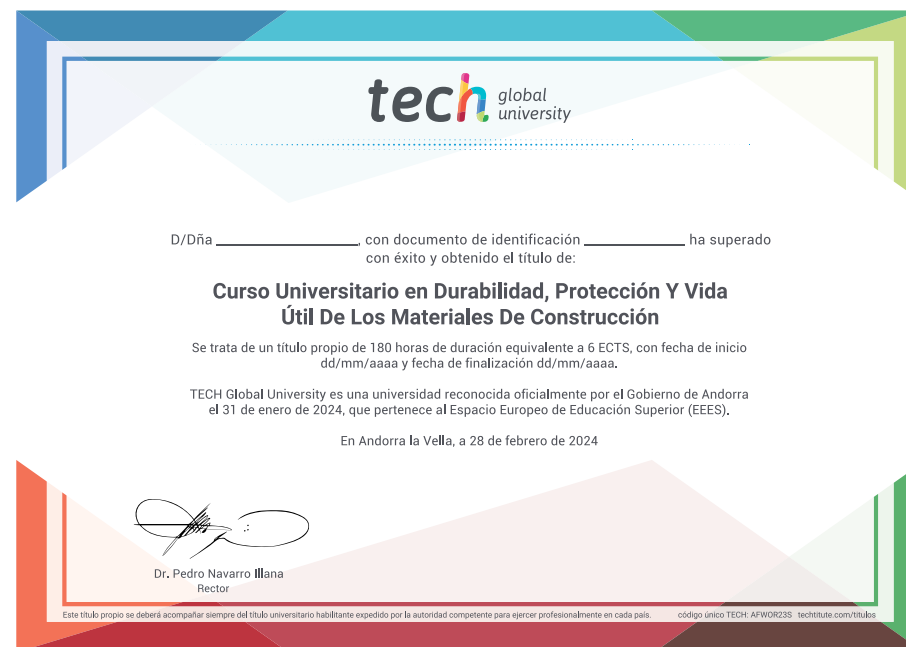 tech global university
D/Dña ____________, con documento de identificación ____________ ha superado
con éxito y obtenido el título de:
Curso Universitario en Durabilidad, Protección Y Vida
Útil De Los Materiales De Construcción
Se trata de un título propio de 180 horas de duración equivalente a 6 ECTS, con fecha de inicio
dd/mm/aaaa y fecha de finalización dd/mm/aaaa.
TECH Global University es una universidad reconocida oficialmente por el Gobierno de Andorra
el 31 de enero de 2024, que pertenece al Espacio Europeo de Educación Superior (EEES).
En Andorra la Vella, a 28 de febrero de 2024
Dr. Pedro Navarro Illana
Rector
Este título propio se deberá acompañar siempre del título universitario habilitante expedido por la autoridad competente para ejercer profesionalmente en cada país. código único TECH: AFWOR23S techtitute.com/titulos